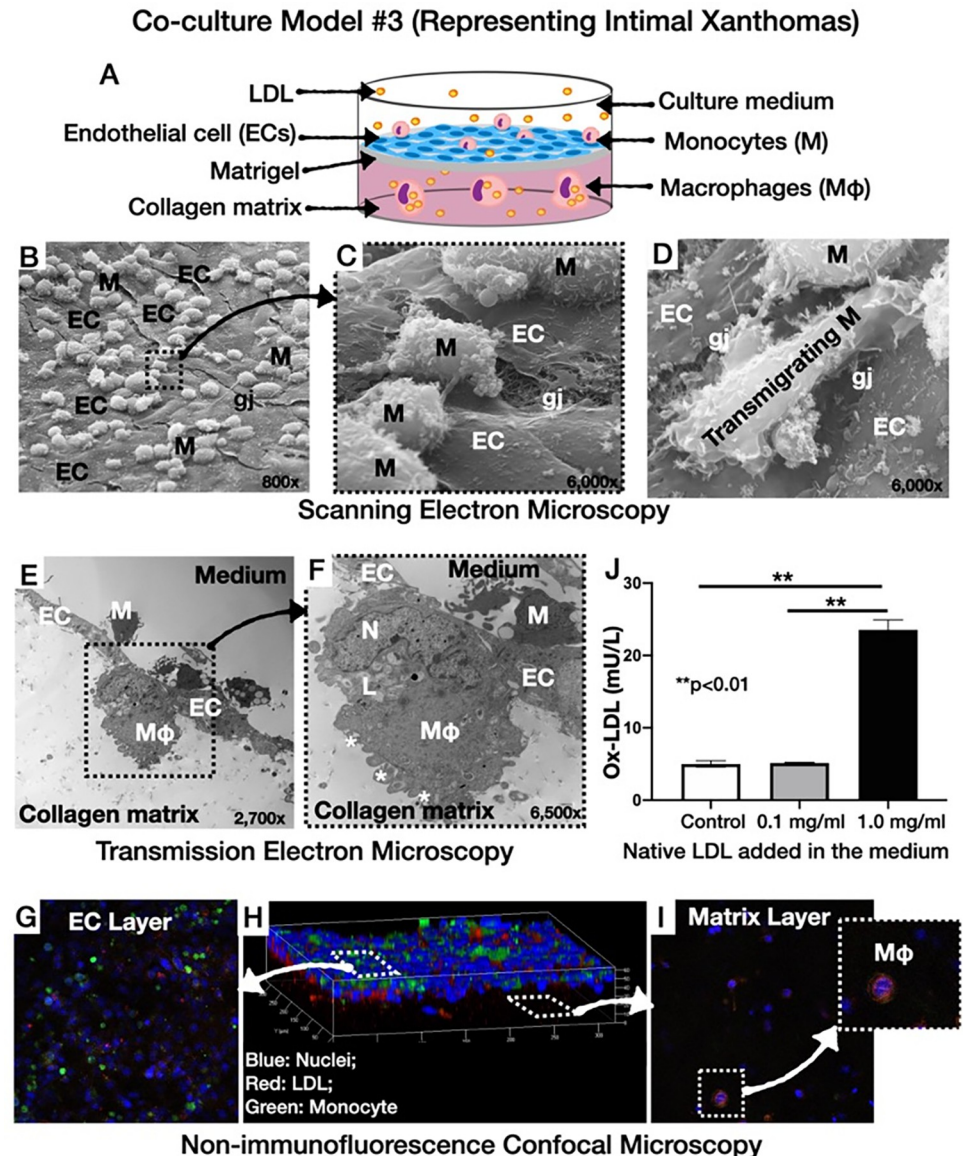 Co-culture Model #3 (Representing Intimal Xanthomas)
A
LDL
Endothelial cell (ECs)
Matrigel
Collagen matrix
Culture medium
Monocytes (M)
Macrophages (Mϕ)
B
M
EC
EC
EC
M
EC
gj
M
EC
800x
C
M
EC
M
gj
M
EC
M
6,000x
D
M
EC
gj
Transmigrating M
gj
EC
6,000x
Scanning Electron Microscopy
E
Medium
EC
M
EC
Mϕ
Collagen matrix
2,700x
F
EC
Medium
N
M
L
EC
Mϕ
*
*
*
Collagen matrix
6,500x
Transmission Electron Microscopy
J
30
20
10
0
Ox-LDL (mU/L)
**
**
**p<0.01
Control 0.1 mg/ml 1.0 mg/ml
Native LDL added in the medium
G
EC Layer
H
Blue: Nuclei;
Red: LDL;
Green: Monocyte
I
Matrix Layer
Mϕ
Non-immunofluorescence Confocal Microscopy